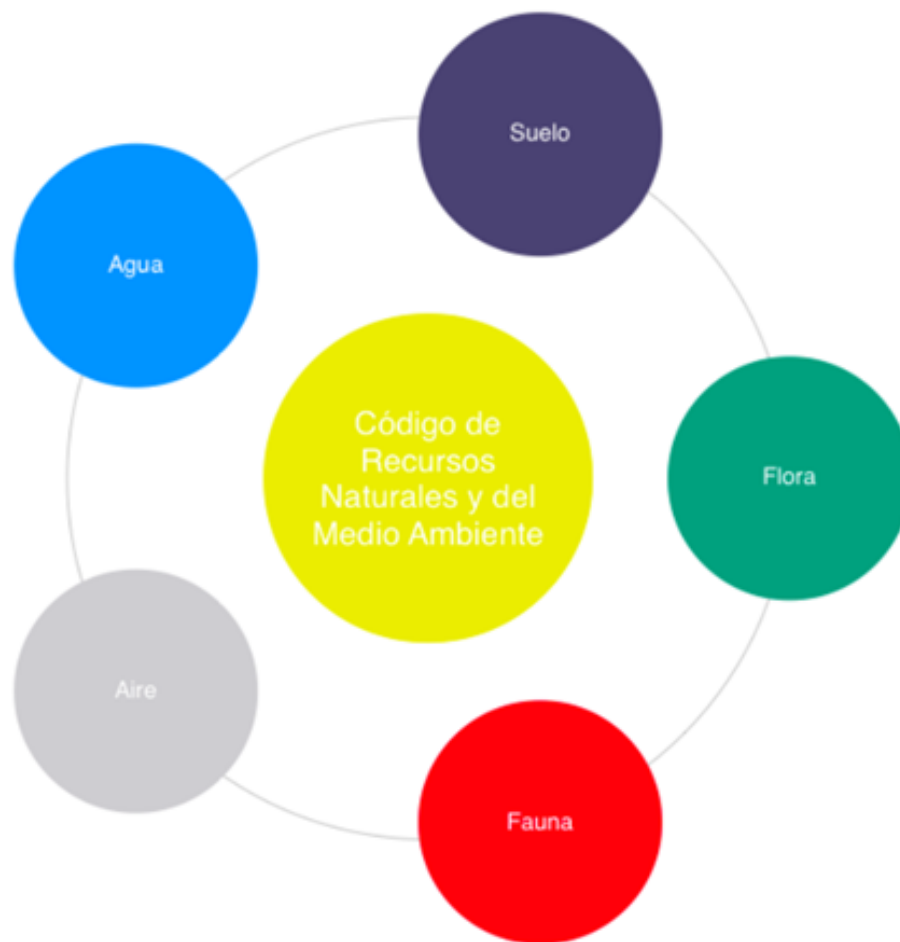 Suelo
Agua
Código de
Recursos
Naturales y del
Medio Ambiente
Flora
Aire
Fauna